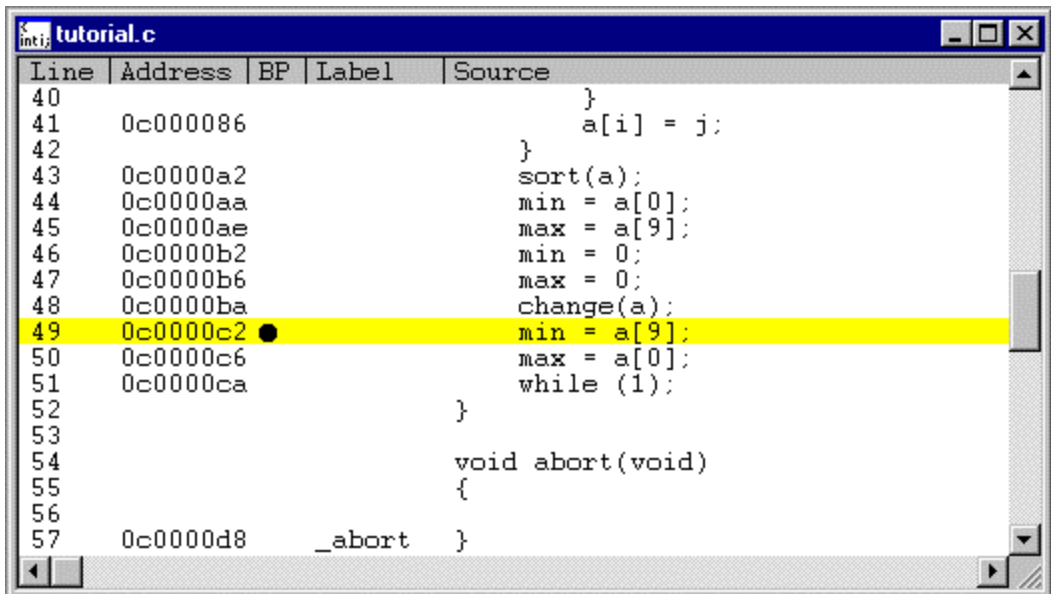 int i; tutorial.c
Line | Address | BP | Label | Source
40 }
41 0c000086 a[i] = j;
42 }
43 0c0000a2 sort(a);
44 0c0000aa min = a[0];
45 0c0000ae max = a[9];
46 0c0000b2 min = 0;
47 0c0000b6 max = 0;
48 0c0000ba change(a);
49 0c0000c2 min = a[9];
50 0c0000c6 max = a[0];
51 0c0000ca while (1);
52 }
53
54 void abort(void)
55 {
56
57 0c0000d8 _abort }